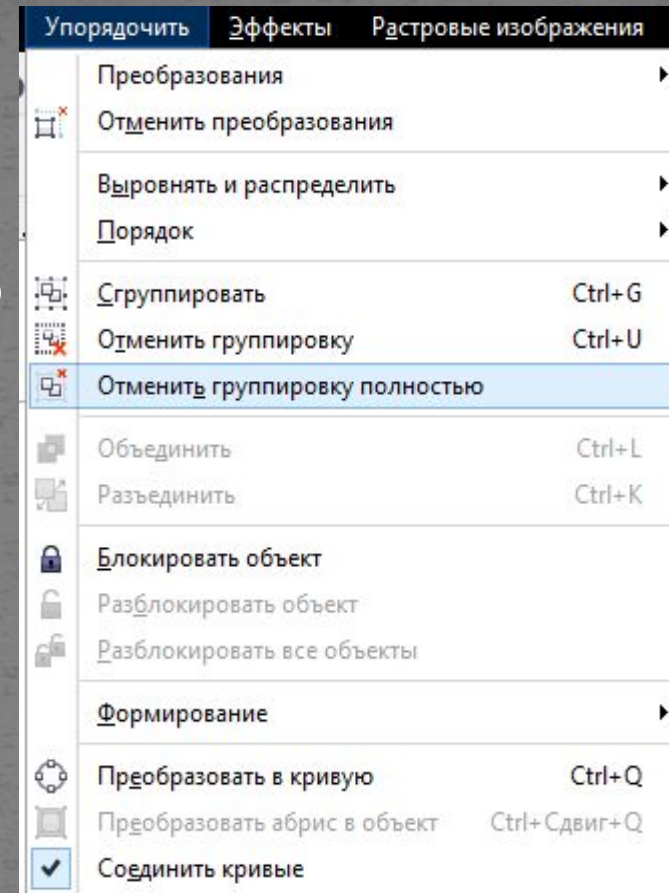 Упорядочить Эффекты Растровые изображения
Преобразования
Отменить преобразования
Выровнять и распределить
Порядок
Сгруппировать Ctrl+G
Отменить группировку Ctrl+U
Отменить группировку полностью
Объединить Ctrl+L
Разъединить Ctrl+K
Блокировать объект
Разблокировать объект
Разблокировать все объекты
Формирование
Преобразовать в кривую Ctrl+Q
Преобразовать абрис в объект Ctrl+Сдвиг+Q
Соединить кривые